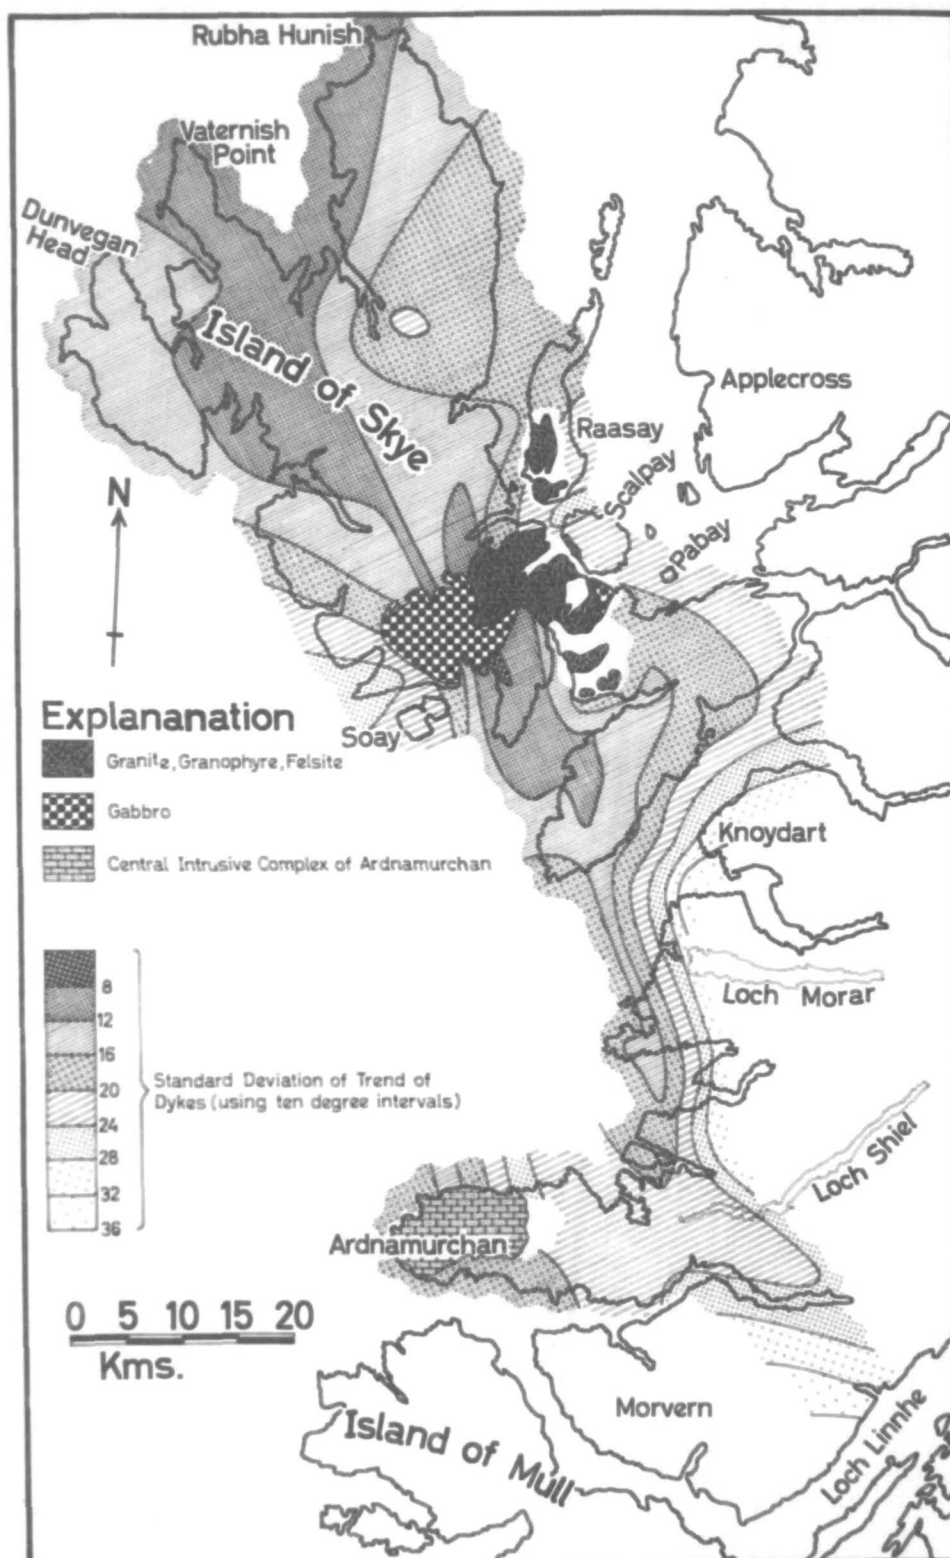 Rubha Hunish
Vaternish
Point
Dunvegan
Head
Island of Skye
Applecross
Raasay
Scalpay
Pabay
N
Soay
Explananation
Granite, Granophyre, Felsite
Gabbro
Central Intrusive Complex of Ardnamurchan
Knoydart
Loch Morar
8
12
16
20
24
28
32
36
Standard Deviation of Trend of
Dykes (using ten degree intervals)
Loch Shiel
Ardnamurchan
0 5 10 15 20
Kms.
Morvern
Island of Mull
Loch Linnhe